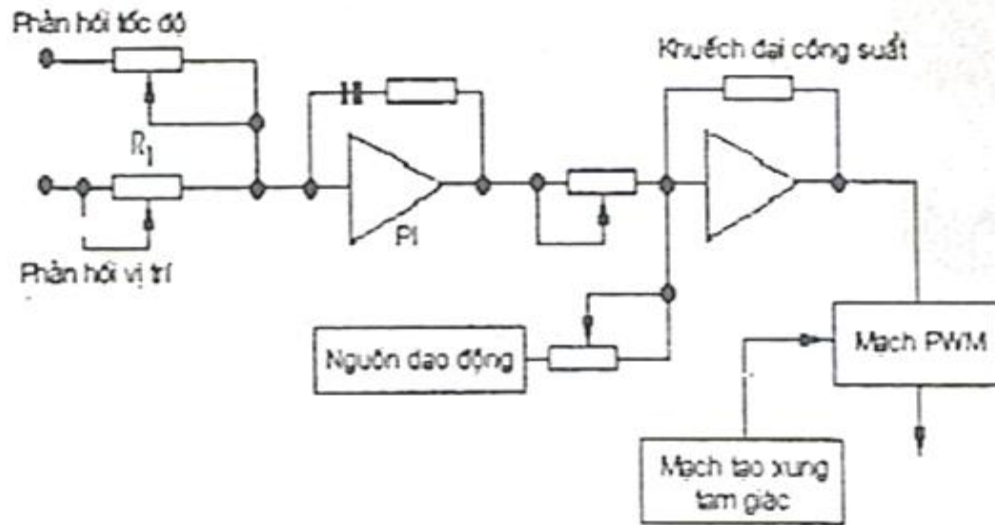 Phản hồi tốc độ
Khuếch đại công suất
R1
PI
Phản hồi vị trí
Nguồn dao động
Mạch PWM
Mạch tạo xung
tam giác